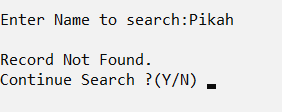 Enter Name to search:Pikah
Record Not Found.
Continue Search ?(Y/N)